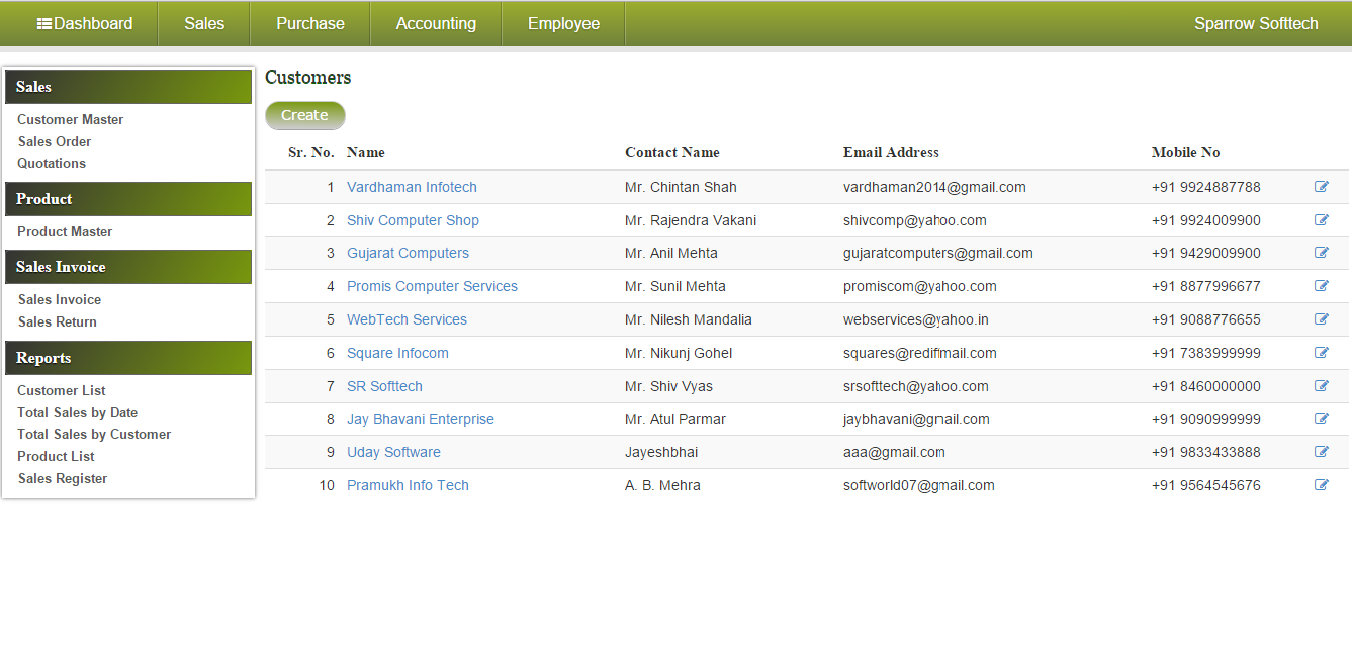 Dashboard Sales Purchase Accounting Employee Sparrow Softtech
Sales
Customer Master
Sales Order
Quotations
Product
Product Master
Sales Invoice
Sales Invoice
Sales Return
Reports
Customer List
Total Sales by Date
Total Sales by Customer
Product List
Sales Register
Customers
Create
Sr. No. Name Contact Name Email Address Mobile No
1 Vardhaman Infotech Mr. Chintan Shah vardhaman2014@gmail.com +91 9924887788
2 Shiv Computer Shop Mr. Rajendra Vakani shivcomp@yahoo.com +91 9924009900
3 Gujarat Computers Mr. Anil Mehta gujaratcomputers@gmail.com +91 9429009900
4 Promis Computer Services Mr. Sunil Mehta promiscom@yahoo.com +91 8877996677
5 WebTech Services Mr. Nilesh Mandalia webservices@yahoo.in +91 9088776655
6 Square Infocom Mr. Nikunj Gohel squares@rediffmail.com +91 7383999999
7 SR Softtech Mr. Shiv Vyas srsofttech@yahoo.com +91 8460000000
8 Jay Bhavani Enterprise Mr. Atul Parmar jaybhavani@gmail.com +91 9090999999
9 Uday Software Jayeshbhai aaa@gmail.com +91 9833433888
10 Pramukh Info Tech A. B. Mehra softworld07@gmail.com +91 9564545676